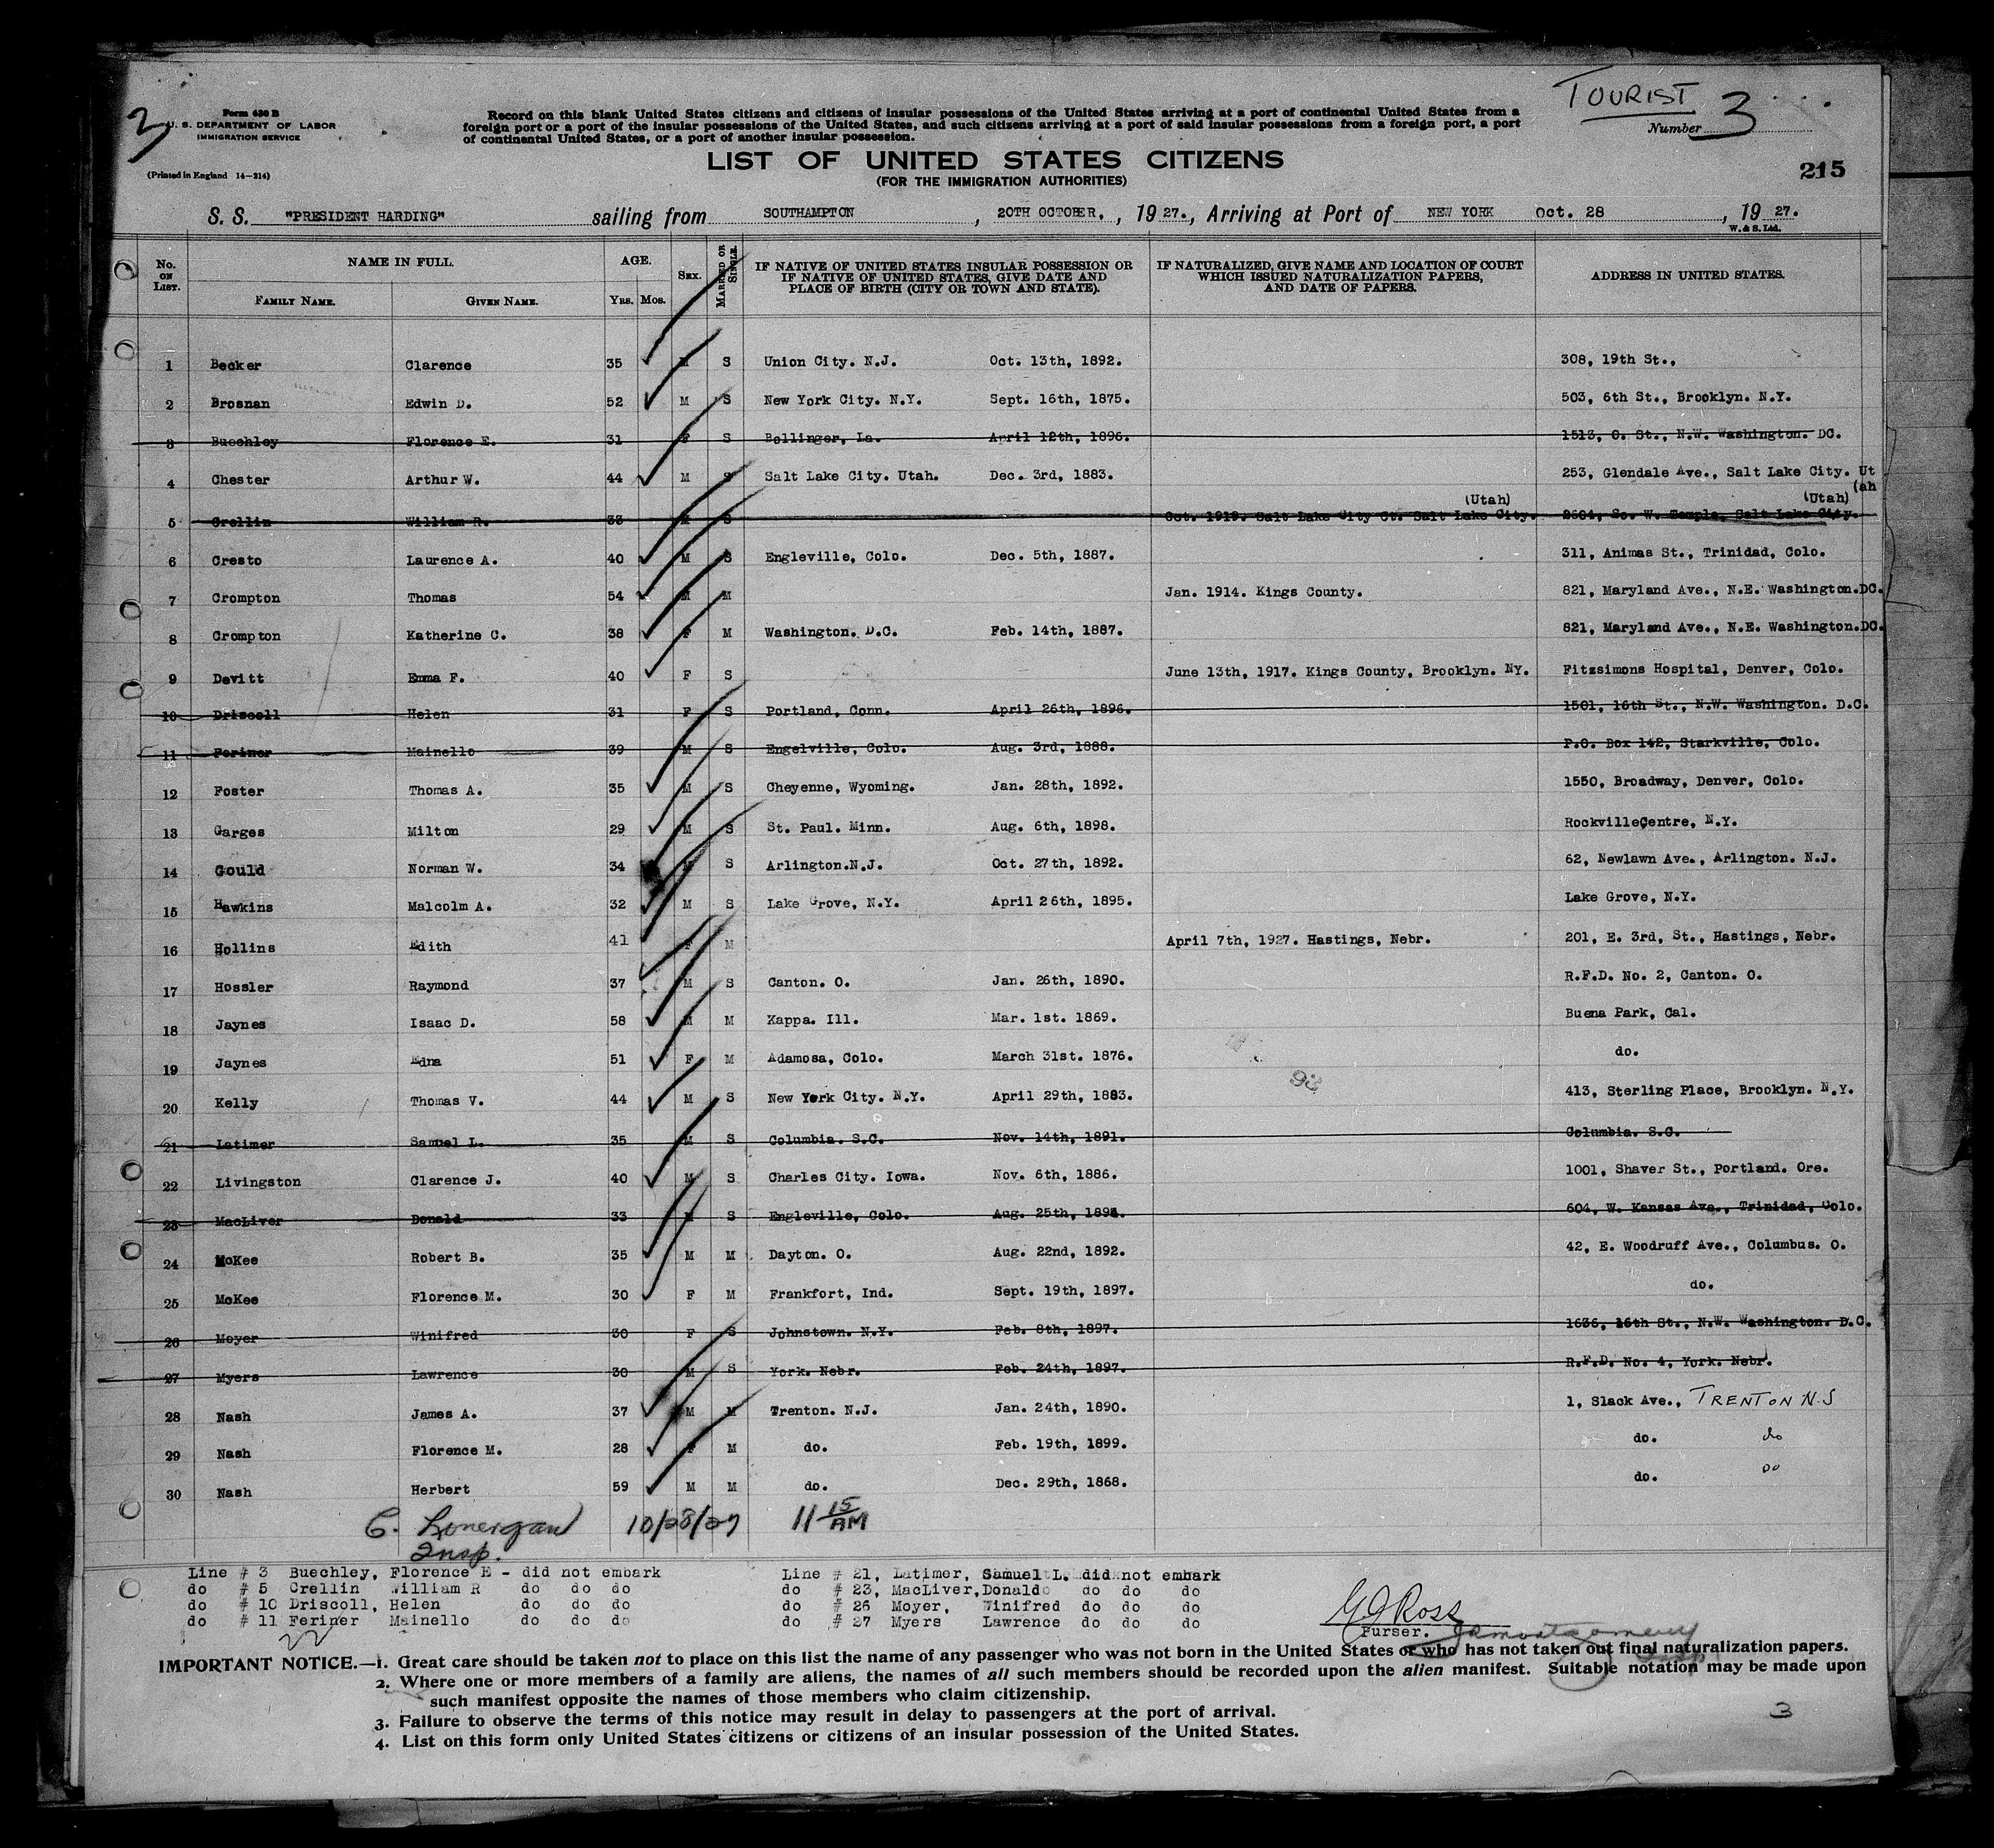 TOURIST
3
Form 630 B
U. S. DEPARTMENT OF LABOR
IMMIGRATION SERVICE
(Printed in England 14—214)
Record on this blank United States citizens and citizens of insular possessions of the United States arriving at a port of continental United States from a
foreign port or a port of the insular possessions of the United States, and such citizens arriving at a port of said insular possessions from a foreign port, a port
of continental United States, or a port of another insular possession.
Number 3
LIST OF UNITED STATES CITIZENS
(FOR THE IMMIGRATION AUTHORITIES)
215
S. S. "PRESIDENT HARDING" sailing from SOUTHAMPTON , 20TH OCTOBER, , 19 27., Arriving at Port of NEW YORK Oct. 28 , 19 27.
W. & S. Ltd.
No. ON LIST. NAME IN FULL. FAMILY NAME. GIVEN NAME. AGE. YRS. MOS. SEX. MARRIED OR SINGLE. IF NATIVE OF UNITED STATES INSULAR POSSESSION OR IF NATIVE OF UNITED STATES, GIVE DATE AND PLACE OF BIRTH (CITY OR TOWN AND STATE). IF NATURALIZED, GIVE NAME AND LOCATION OF COURT WHICH ISSUED NATURALIZATION PAPERS, AND DATE OF PAPERS. ADDRESS IN UNITED STATES.
1 Becker Clarence 35 M S Union City. N.J. Oct. 13th, 1892. 308, 19th St.,
2 Brosnan Edwin D. 52 M S New York City. N.Y. Sept. 16th, 1875. 503, 6th St., Brooklyn. N.Y.
3 Buechley Florence E. 31 F S Bollinger, La. April 12th, 1896. 1513, O. St., N.W. Washington. DC.
4 Chester Arthur W. 44 M S Salt Lake City. Utah. Dec. 3rd, 1883. 253, Glendale Ave., Salt Lake City. Ut
(ah
(Utah) (Utah)
5 Crellin William R. 33 M S Oct. 1919. Salt Lake City Ct. Salt Lake City. 2604, So. W. Temple, Salt Lake City.
6 Cresto Laurence A. 40 M S Engleville, Colo. Dec. 5th, 1887. 311, Animas St., Trinidad, Colo.
7 Crompton Thomas 54 M M Jan. 1914. Kings County. 821, Maryland Ave., N.E. Washington.DC.
8 Crompton Katherine C. 38 F M Washington. D.C. Feb. 14th, 1887. 821, Maryland Ave., N.E. Washington.DC.
9 Devitt Emma F. 40 F S June 13th, 1917. Kings County, Brooklyn. NY. Fitzsimons Hospital, Denver, Colo.
10 Driscoll Helen 31 F S Portland, Conn. April 26th, 1896. 1501, 16th St., N.W. Washington. D.C.
11 Feriner Mainello 39 M S Engelville, Colo. Aug. 3rd, 1888. P.O. Box 142, Starkville, Colo.
12 Foster Thomas A. 35 M S Cheyenne, Wyoming. Jan. 28th, 1892. 1550, Broadway, Denver, Colo.
13 Garges Milton 29 M S St. Paul. Minn. Aug. 6th, 1898. RockvilleCentre, N.Y.
14 Gould Norman W. 34 M S Arlington.N.J. Oct. 27th, 1892. 62, Newlawn Ave., Arlington. N.J.
15 Hawkins Malcolm A. 32 M S Lake Grove, N.Y. April 26th, 1895. Lake Grove, N.Y.
16 Hollins Edith 41 F M April 7th, 1927. Hastings, Nebr. 201, E. 3rd, St., Hastings, Nebr.
17 Hossler Raymond 37 M S Canton. O. Jan. 26th, 1890. R.F.D. No. 2, Canton. O.
18 Jaynes Isaac D. 58 M M Kappa. Ill. Mar. 1st. 1869. Buena Park, Cal.
19 Jaynes Edna 51 F M Adamosa, Colo. March 31st. 1876. do.
20 Kelly Thomas V. 44 M S New York City. N.Y. April 29th, 1883. 413, Sterling Place, Brooklyn. N.Y.
21 Latimer Samuel L. 35 M S Columbia. S.C. Nov. 14th, 1891. Columbia. S.C.
22 Livingston Clarence J. 40 M S Charles City. Iowa. Nov. 6th, 1886. 1001, Shaver St., Portland. Ore.
23 MacLiver Donald 33 M S Engleville, Colo. Aug. 25th, 1894. 604, W. Kansas Ave., Trinidad, Colo.
24 McKee Robert B. 35 M M Dayton. O. Aug. 22nd, 1892. 42, E. Woodruff Ave., Columbus. O.
25 McKee Florence M. 30 F M Frankfort, Ind. Sept. 19th, 1897. do.
26 Moyer Winifred 30 F S Johnstown. N.Y. Feb. 8th, 1897. 1636, 16th St., N.W. Washington. D.C.
27 Myers Lawrence 30 M S York. Nebr. Feb. 24th, 1897. R.F.D. No. 4, York. Nebr.
28 Nash James A. 37 M M Trenton. N.J. Jan. 24th, 1890. 1, Slack Ave., TRENTON N.J
29 Nash Florence M. 28 F M do. Feb. 19th, 1899. do. do
30 Nash Herbert 59 M M do. Dec. 29th, 1868. do. do
C. Lonergan 10/28/27 11 15 AM
Insp.
Line # 3 Buechley, Florence E - did not embark Line # 21, Latimer, Samuel L. did not embark
do # 5 Crellin William R do do do do # 23, MacLiver, Donald do do do
do # 10 Driscoll, Helen do do do do # 26 Moyer, Winifred do do do
do # 11 Feriner Mainello do do do do # 27 Myers Lawrence do do do
G J Ross
Purser.
22
IMPORTANT NOTICE.—1. Great care should be taken not to place on this list the name of any passenger who was not born in the United States or who has not taken out final naturalization papers.
2. Where one or more members of a family are aliens, the names of all such members should be recorded upon the alien manifest. Suitable notation may be made upon
such manifest opposite the names of those members who claim citizenship.
3. Failure to observe the terms of this notice may result in delay to passengers at the port of arrival.
4. List on this form only United States citizens or citizens of an insular possession of the United States.
3